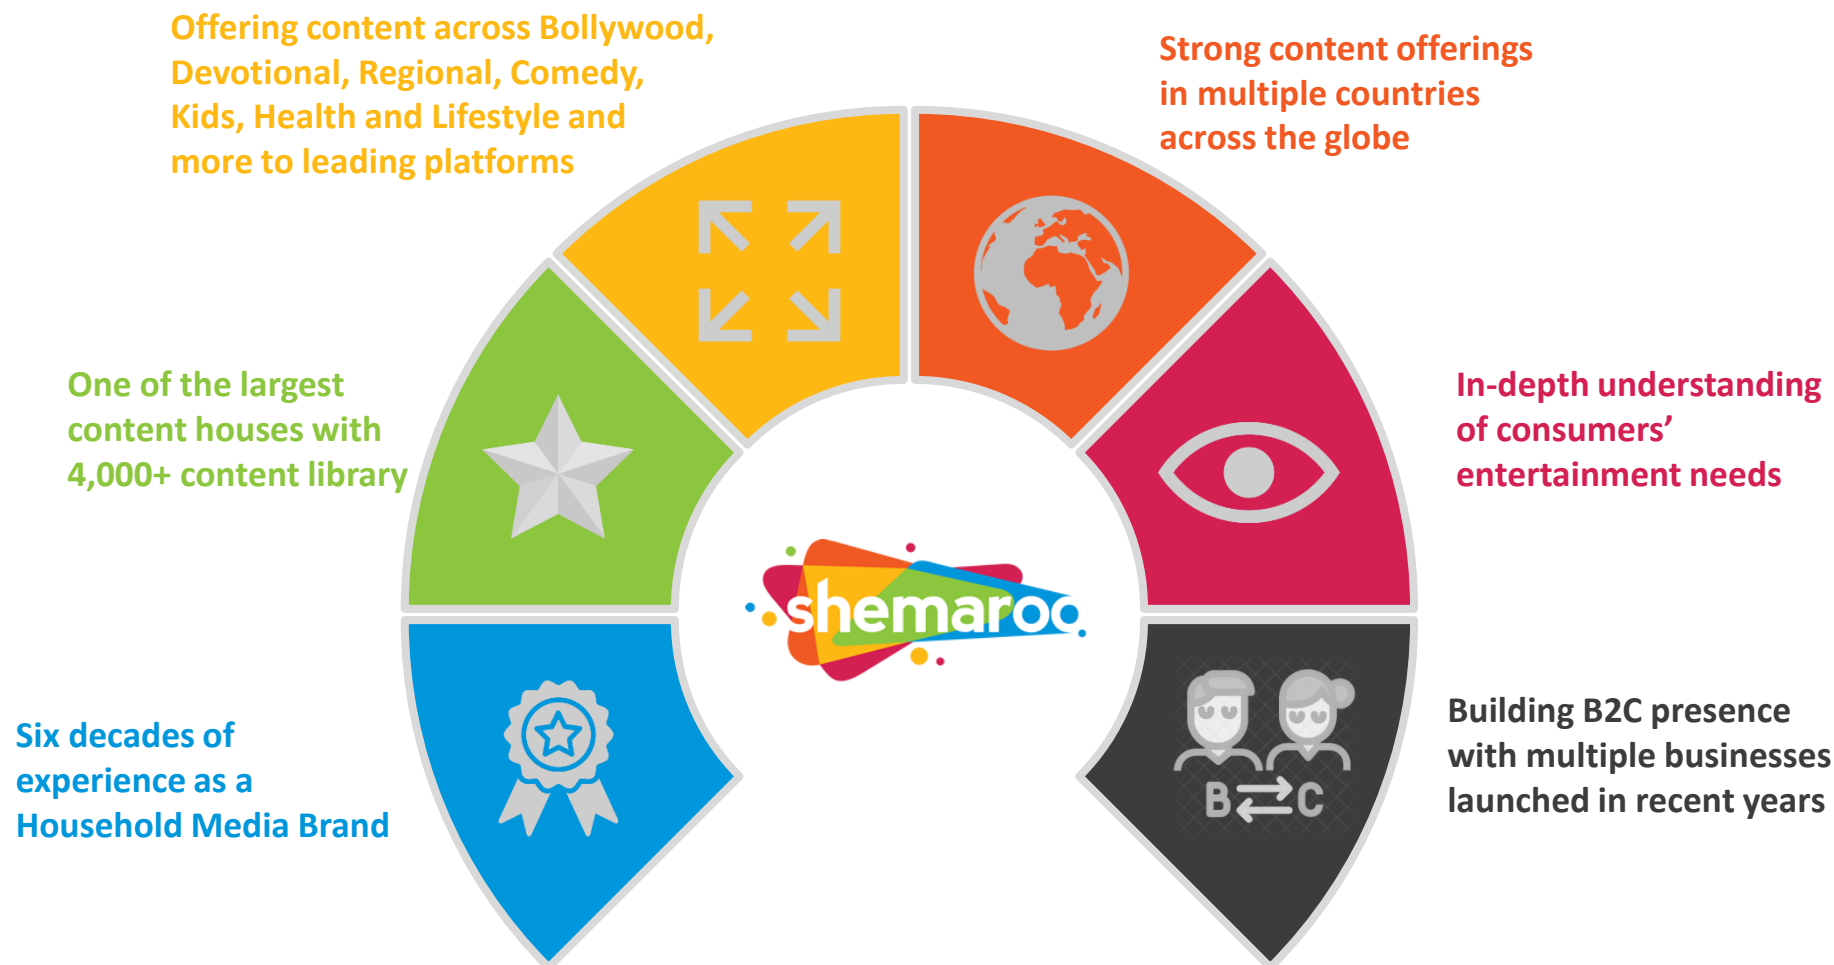 Offering content across Bollywood,
Devotional, Regional, Comedy,
Kids, Health and Lifestyle and
more to leading platforms
Strong content offerings
in multiple countries
across the globe
One of the largest
content houses with
4,000+ content library
In-depth understanding
of consumers’
entertainment needs
shemaroo
Six decades of
experience as a
Household Media Brand
B C
Building B2C presence
with multiple businesses
launched in recent years